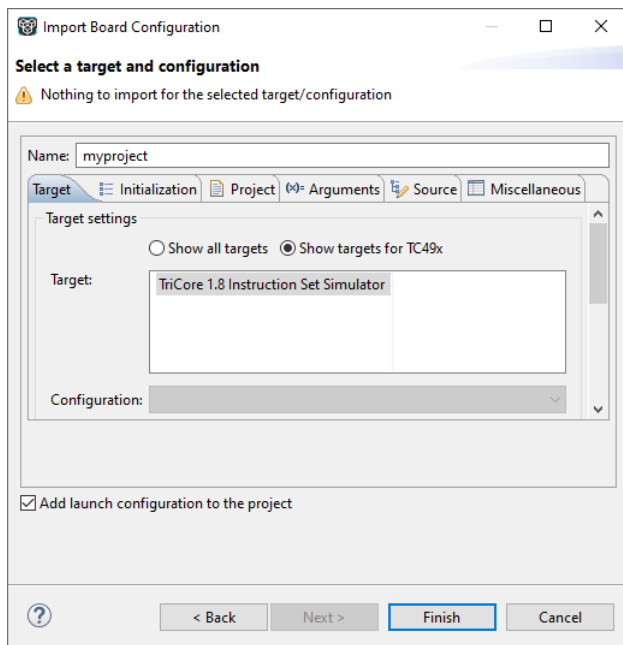 Import Board Configuration
Select a target and configuration
Nothing to import for the selected target/configuration
Name: myproject
Target Initialization Project (x)= Arguments Source Miscellaneous
Target settings
Show all targets Show targets for TC49x
Target: TriCore 1.8 Instruction Set Simulator
Configuration:
Add launch configuration to the project
? < Back Next > Finish Cancel